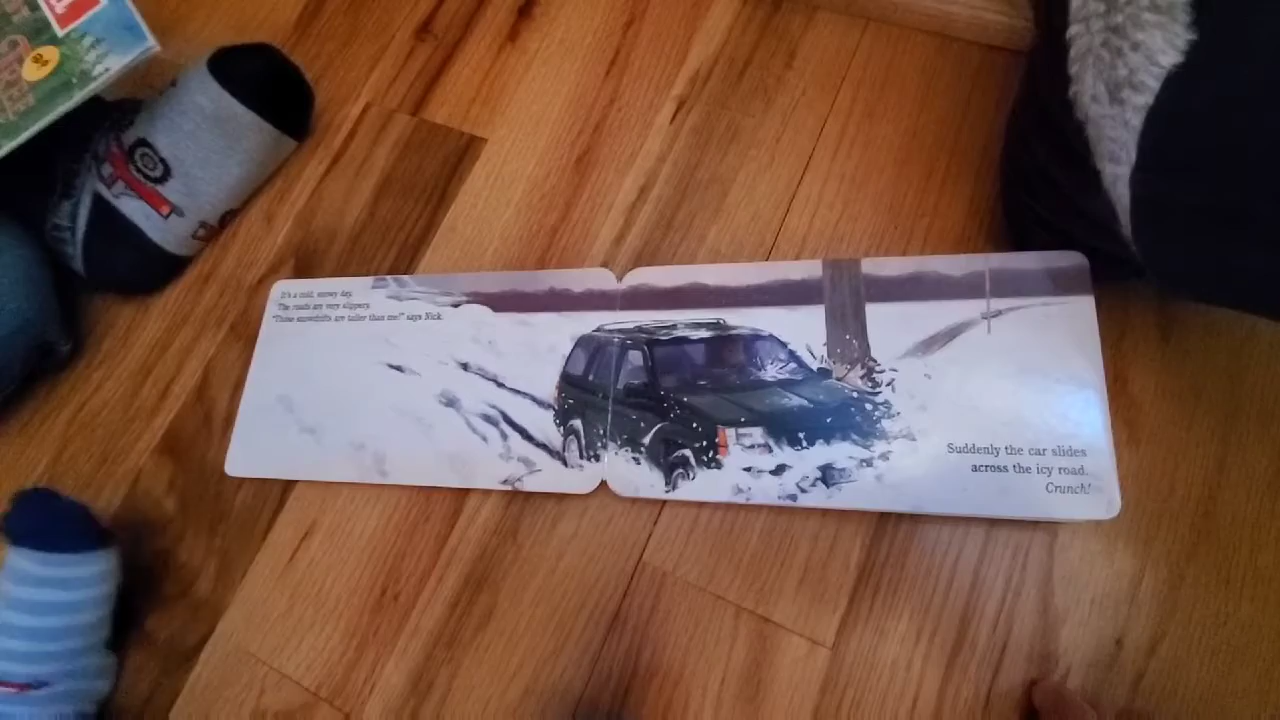 It's a cold, snowy day.
The roads are very slippery.
"These snowdrifts are taller than me!" says Nick.
Suddenly the car slides
across the icy road.
Crunch!